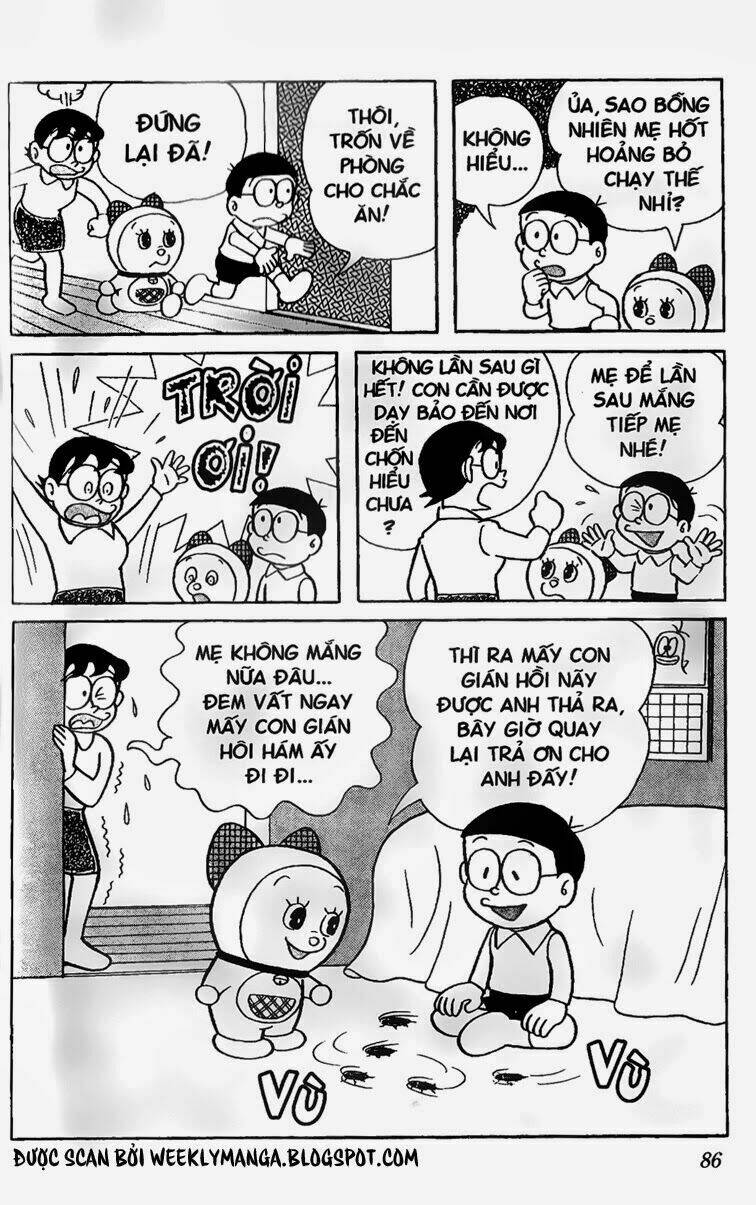 ĐỨNG
LẠI ĐÃ!
THÔI,
TRỐN VỀ
PHÒNG
CHO CHẮC
ĂN!
KHÔNG
HIỂU...
ỦA, SAO BỖNG
NHIÊN MẸ HỐT
HOẢNG BỎ
CHẠY THẾ
NHỈ?
TRỜI
ƠI!
KHÔNG LẦN SAU GÌ
HẾT! CON CẦN ĐƯỢC
DẠY BẢO ĐẾN NƠI
ĐẾN
CHỐN
HIỂU
CHƯA
?
MẸ ĐỂ LẦN
SAU MẮNG
TIẾP MẸ
NHÉ!
MẸ KHÔNG MẮNG
NỮA ĐÂU...
ĐEM VẤT NGAY
MẤY CON GIÁN
HÔI HÁM ẤY
ĐI ĐI...
THÌ RA MẤY CON
GIÁN HỒI NÃY
ĐƯỢC ANH THẢ RA,
BÂY GIỜ QUAY
LẠI TRẢ ƠN CHO
ANH ĐẤY!
VÙ
VÙ
ĐƯỢC SCAN BỞI WEEKLYMANGA.BLOGSPOT.COM
86